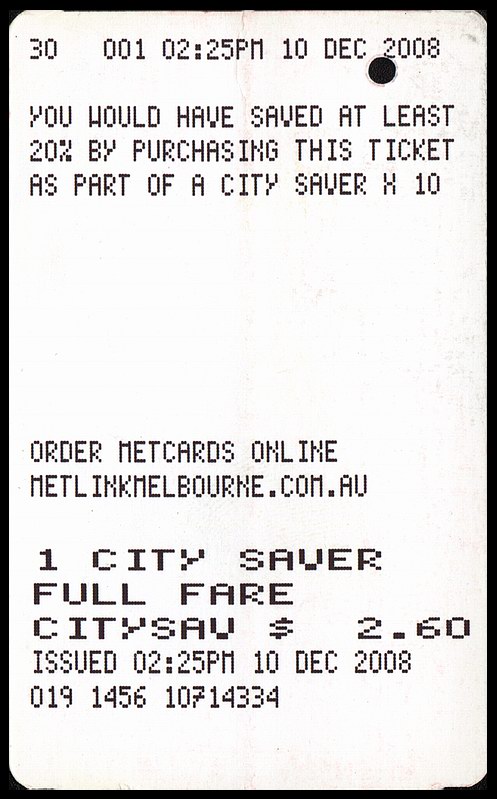 30 001 02:25PM 10 DEC 2008
YOU WOULD HAVE SAVED AT LEAST
20% BY PURCHASING THIS TICKET
AS PART OF A CITY SAVER X 10
ORDER METCARDS ONLINE
METLINKMELBOURNE.COM.AU
1 CITY SAVER
FULL FARE
CITYSAV $ 2.60
ISSUED 02:25PM 10 DEC 2008
019 1456 10714334